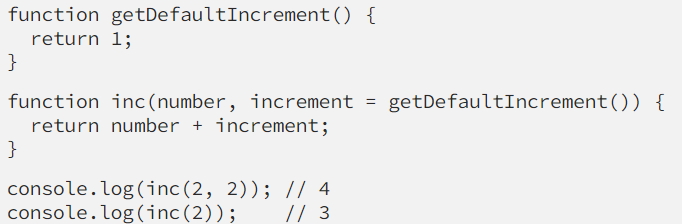 function getDefaultIncrement() {
  return 1;
}
function inc(number, increment = getDefaultIncrement()) {
  return number + increment;
}
console.log(inc(2, 2)); // 4
console.log(inc(2));    // 3